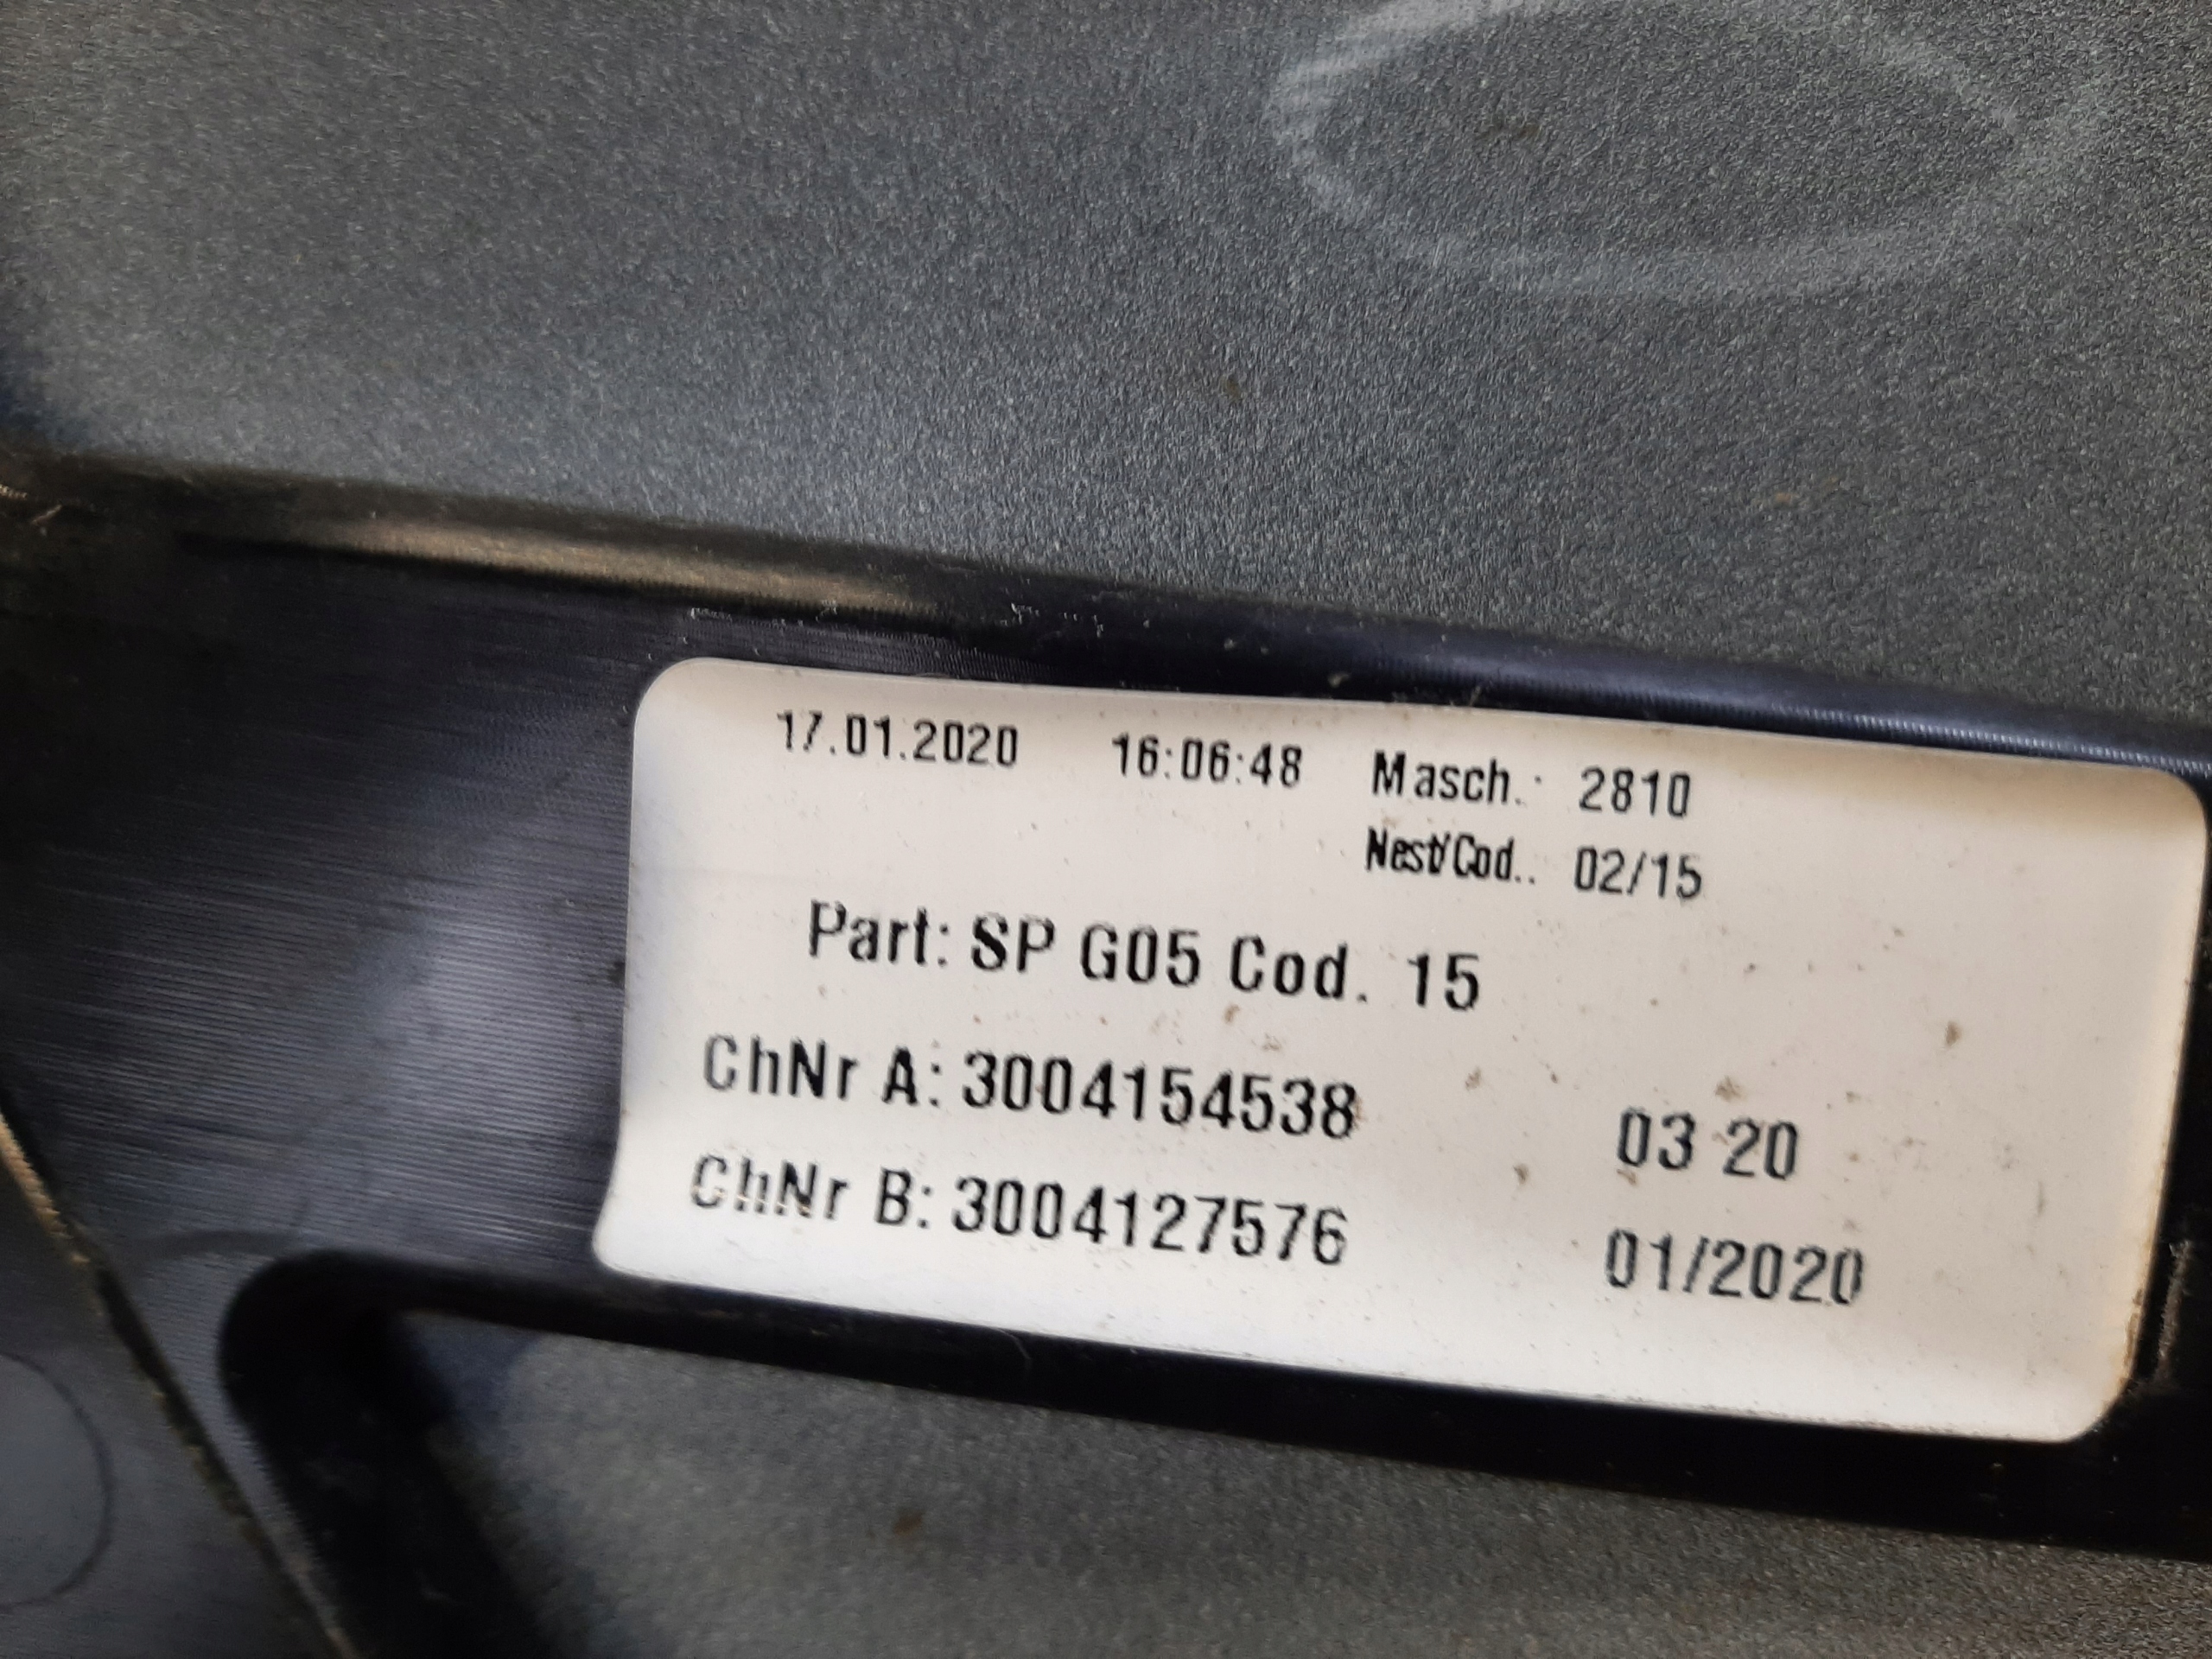 17.01.2020 16:06:48 Masch.: 2810
Nest/Cod.: 02/15
Part: SP G05 Cod. 15
ChNr A: 3004154538 03 20
ChNr B: 3004127576 01/2020